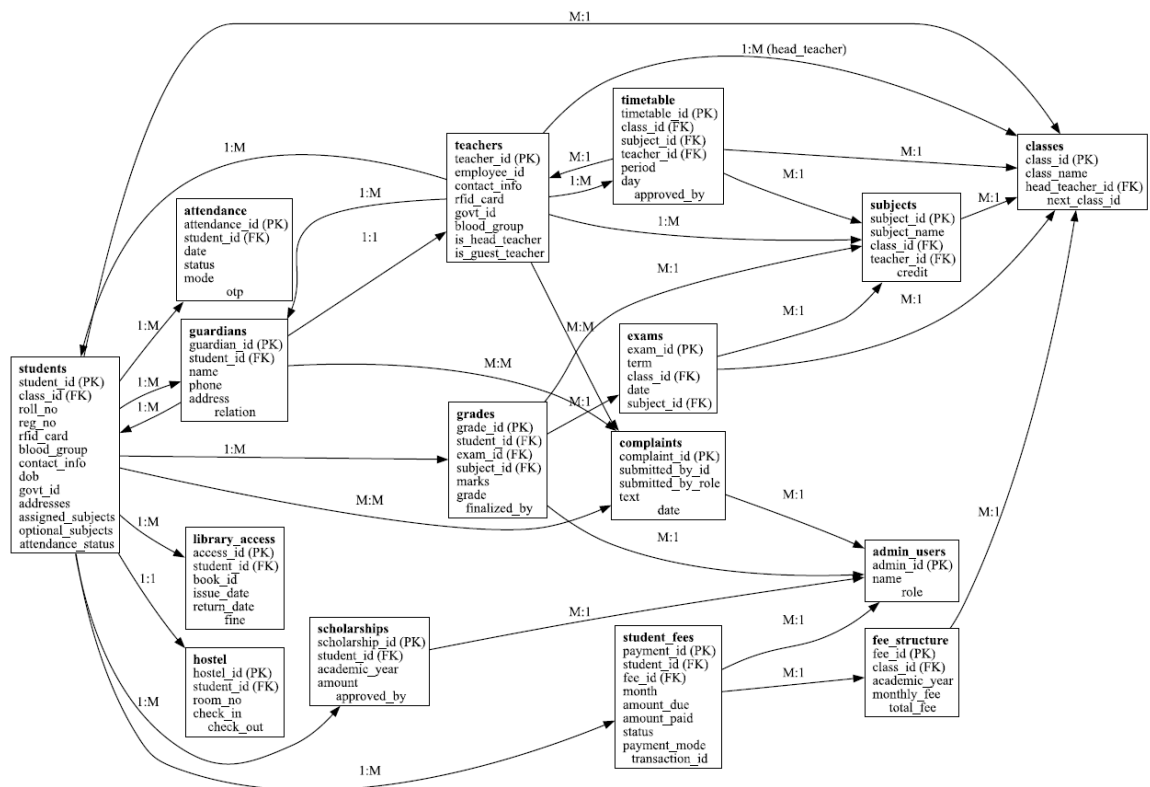 M:1
1:M (head_teacher)
timetable
timetable_id (PK)
class_id (FK)
subject_id (FK)
teacher_id (FK)
period
day
approved_by
teachers
teacher_id (PK)
employee_id
contact_info
rfid_card
govt_id
blood_group
is_head_teacher
is_guest_teacher
classes
class_id (PK)
class_name
head_teacher_id (FK)
next_class_id
1:M
M:1
1:M
M:1
M:1
M:1
1:M
attendance
attendance_id (PK)
student_id (FK)
date
status
mode
otp
1:M
1:1
subjects
subject_id (PK)
subject_name
class_id (FK)
teacher_id (FK)
credit
M:1
M:1
M:1
1:M
guardians
guardian_id (PK)
student_id (FK)
name
phone
address
relation
M:M
M:M
exams
exam_id (PK)
term
class_id (FK)
date
subject_id (FK)
students
student_id (PK)
class_id (FK)
roll_no
reg_no
rfid_card
blood_group
contact_info
dob
govt_id
addresses
assigned_subjects
optional_subjects
attendance_status
1:M
1:M
1:M
M:1
grades
grade_id (PK)
student_id (FK)
exam_id (FK)
subject_id (FK)
marks
grade
finalized_by
complaints
complaint_id (PK)
submitted_by_id
submitted_by_role
text
date
M:M
M:1
M:1
1:M
library_access
access_id (PK)
student_id (FK)
book_id
issue_date
return_date
fine
1:1
admin_users
admin_id (PK)
name
role
M:1
M:1
M:1
scholarships
scholarship_id (PK)
student_id (FK)
academic_year
amount
approved_by
student_fees
payment_id (PK)
student_id (FK)
fee_id (FK)
month
amount_due
amount_paid
status
payment_mode
transaction_id
M:1
fee_structure
fee_id (PK)
class_id (FK)
academic_year
monthly_fee
total_fee
hostel
hostel_id (PK)
student_id (FK)
room_no
check_in
check_out
1:M
1:M